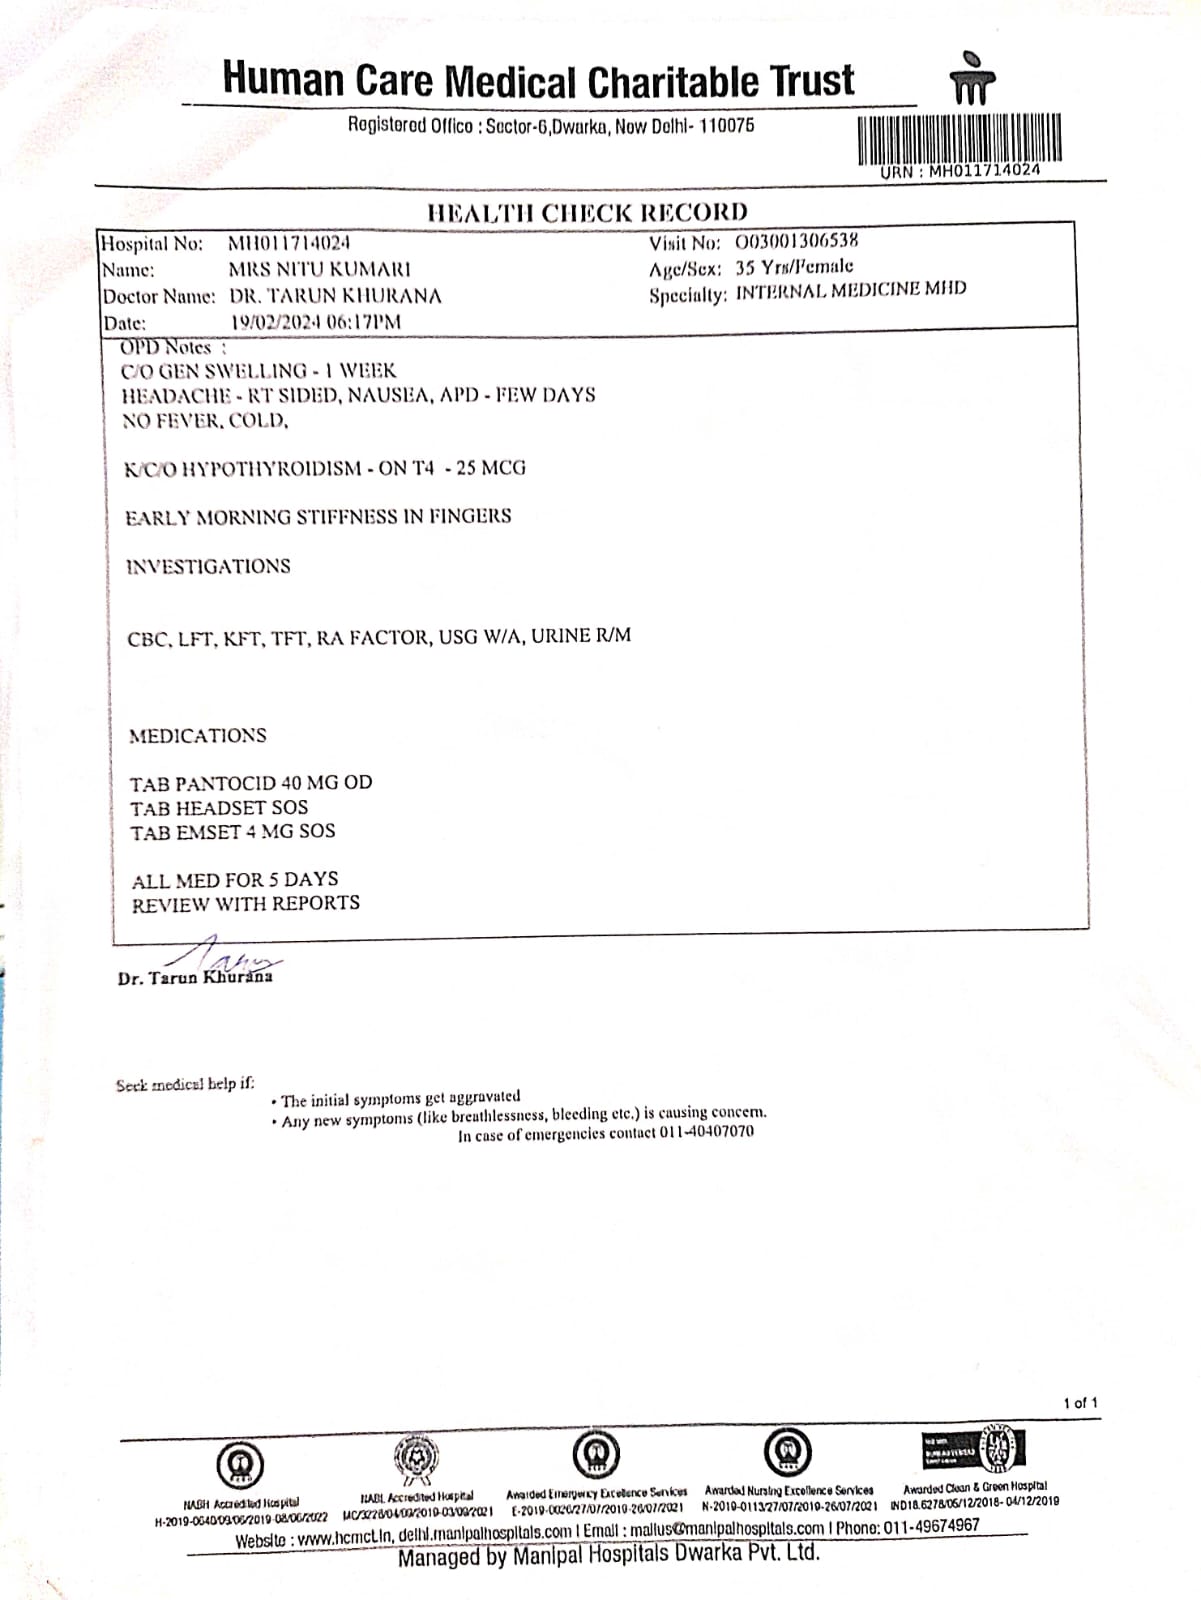 Human Care Medical Charitable Trust
Registered Office : Sector-6,Dwarka, New Delhi- 110075
URN : MH011714024
HEALTH CHECK RECORD
Hospital No: MH011714024 Visit No: O03001306538
Name: MRS NITU KUMARI Age/Sex: 35 Yrs/Female
Doctor Name: DR. TARUN KHURANA Specialty: INTERNAL MEDICINE MHD
Date: 19/02/2024 06:17PM
OPD Notes :
C/O GEN SWELLING - 1 WEEK
HEADACHE - RT SIDED, NAUSEA, APD - FEW DAYS
NO FEVER, COLD,
K/C/O HYPOTHYROIDISM - ON T4 - 25 MCG
EARLY MORNING STIFFNESS IN FINGERS
INVESTIGATIONS
CBC, LFT, KFT, TFT, RA FACTOR, USG W/A, URINE R/M
MEDICATIONS
TAB PANTOCID 40 MG OD
TAB HEADSET SOS
TAB EMSET 4 MG SOS
ALL MED FOR 5 DAYS
REVIEW WITH REPORTS
Dr. Tarun Khurana
Seek medical help if:
• The initial symptoms get aggravated
• Any new symptoms (like breathlessness, bleeding etc.) is causing concern.
In case of emergencies contact 011-40407070
1 of 1
NABH Accredited Hospital NABL Accredited Hospital Awarded Emergency Excellence Services Awarded Nursing Excellence Services Awarded Clean & Green Hospital
H-2019-0640/09/06/2019-08/06/2022 MC/3228/04/09/2019-03/09/2021 E-2019-0026/27/07/2019-26/07/2021 N-2019-0113/27/07/2019-26/07/2021 IND18.6278/05/12/2018- 04/12/2019
Website : www.hcmct.in, delhi.manipalhospitals.com I Email : mailus@manipalhospitals.com I Phone: 011-49674967
Managed by Manipal Hospitals Dwarka Pvt. Ltd.